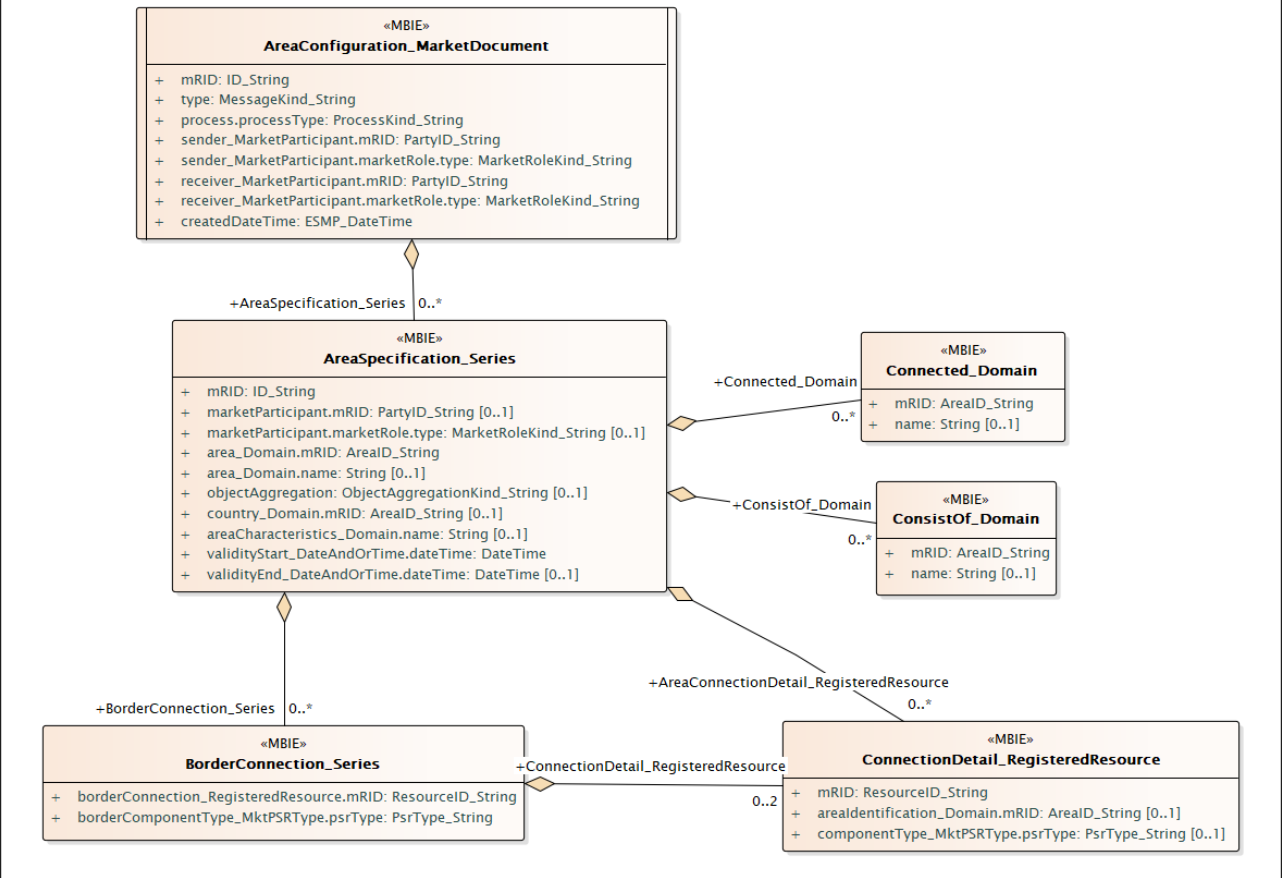 «MBIE»
AreaConfiguration_MarketDocument
+ mRID: ID_String
+ type: MessageKind_String
+ process.processType: ProcessKind_String
+ sender_MarketParticipant.mRID: PartyID_String
+ sender_MarketParticipant.marketRole.type: MarketRoleKind_String
+ receiver_MarketParticipant.mRID: PartyID_String
+ receiver_MarketParticipant.marketRole.type: MarketRoleKind_String
+ createdDateTime: ESMP_DateTime
+AreaSpecification_Series 0..*
«MBIE»
AreaSpecification_Series
+ mRID: ID_String
+ marketParticipant.mRID: PartyID_String [0..1]
+ marketParticipant.marketRole.type: MarketRoleKind_String [0..1]
+ area_Domain.mRID: AreaID_String
+ area_Domain.name: String [0..1]
+ objectAggregation: ObjectAggregationKind_String [0..1]
+ country_Domain.mRID: AreaID_String [0..1]
+ areaCharacteristics_Domain.name: String [0..1]
+ validityStart_DateAndOrTime.dateTime: DateTime
+ validityEnd_DateAndOrTime.dateTime: DateTime [0..1]
+Connected_Domain
0..*
«MBIE»
Connected_Domain
+ mRID: AreaID_String
+ name: String [0..1]
+ConsistOf_Domain
0..*
«MBIE»
ConsistOf_Domain
+ mRID: AreaID_String
+ name: String [0..1]
+AreaConnectionDetail_RegisteredResource
0..*
+BorderConnection_Series 0..*
«MBIE»
BorderConnection_Series
+ borderConnection_RegisteredResource.mRID: ResourceID_String
+ borderComponentType_MktPSRType.psrType: PsrType_String
+ConnectionDetail_RegisteredResource
0..2
«MBIE»
ConnectionDetail_RegisteredResource
+ mRID: ResourceID_String
+ areaIdentification_Domain.mRID: AreaID_String [0..1]
+ componentType_MktPSRType.psrType: PsrType_String [0..1]